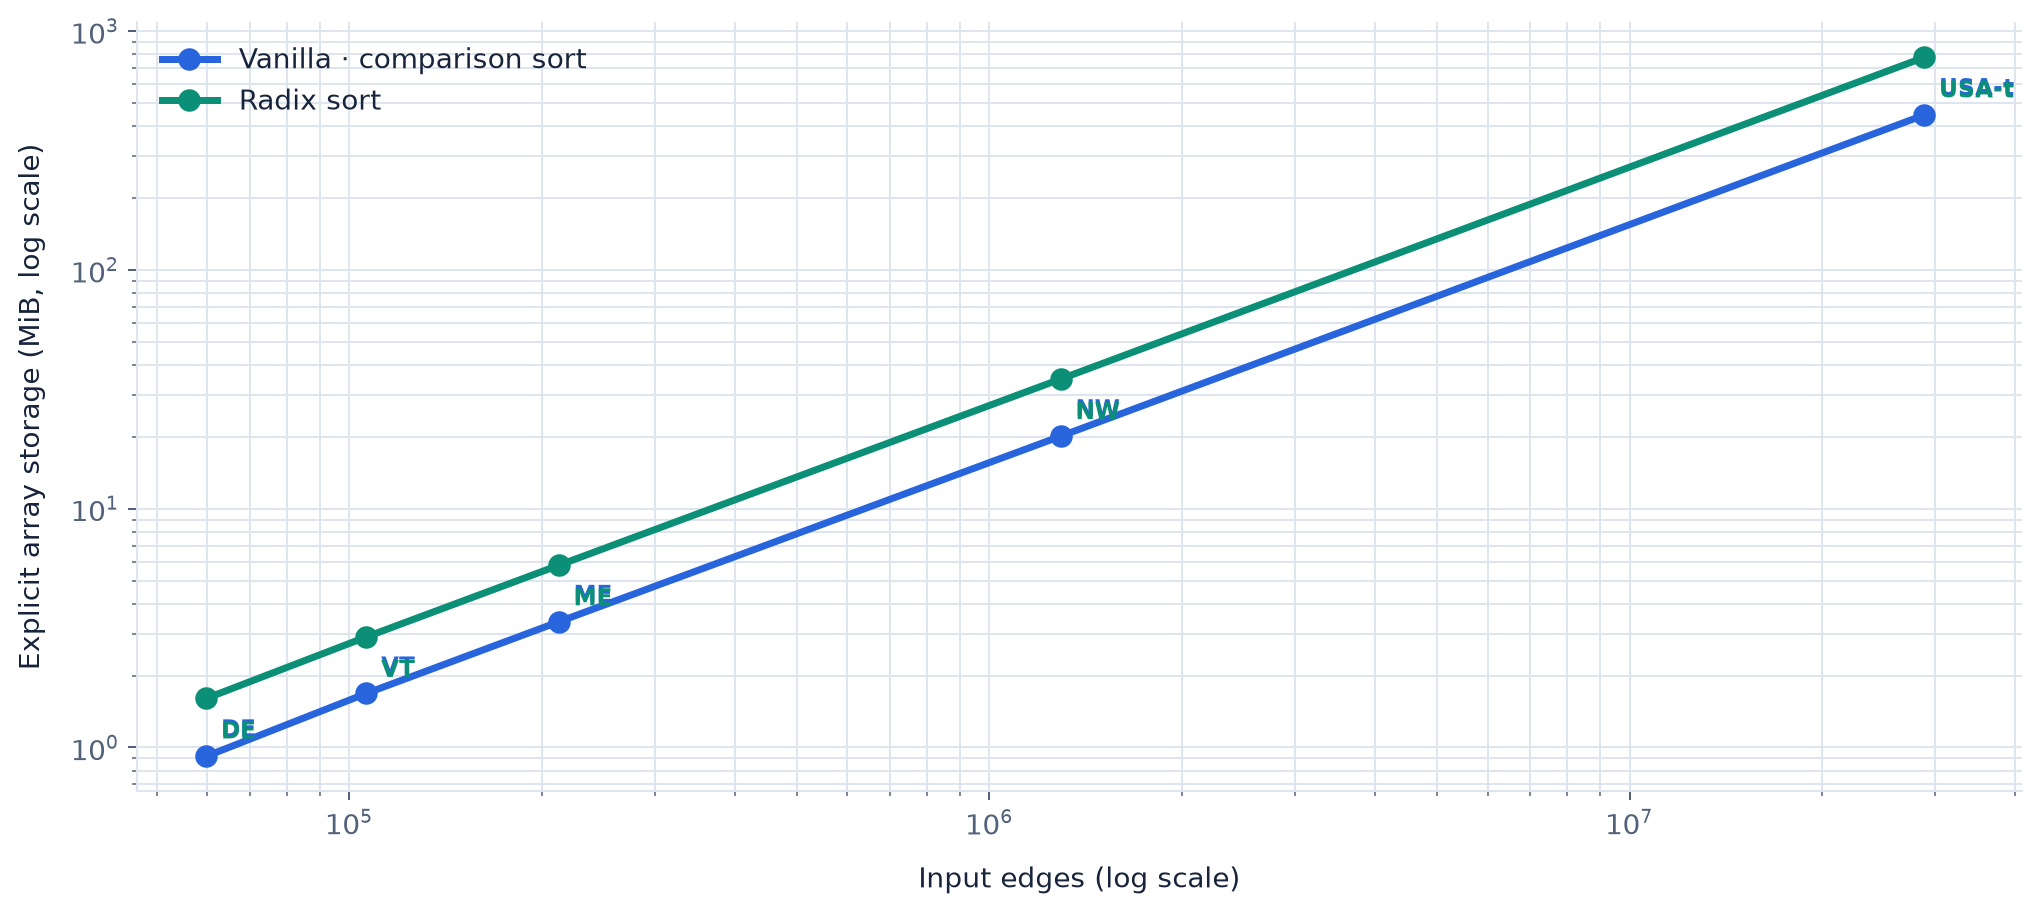 Vanilla · comparison sort
Radix sort
Explicit array storage (MiB, log scale)
10³
10²
10¹
10⁰
USA-t
NW
ME
VT
DE
10⁵
10⁶
10⁷
Input edges (log scale)